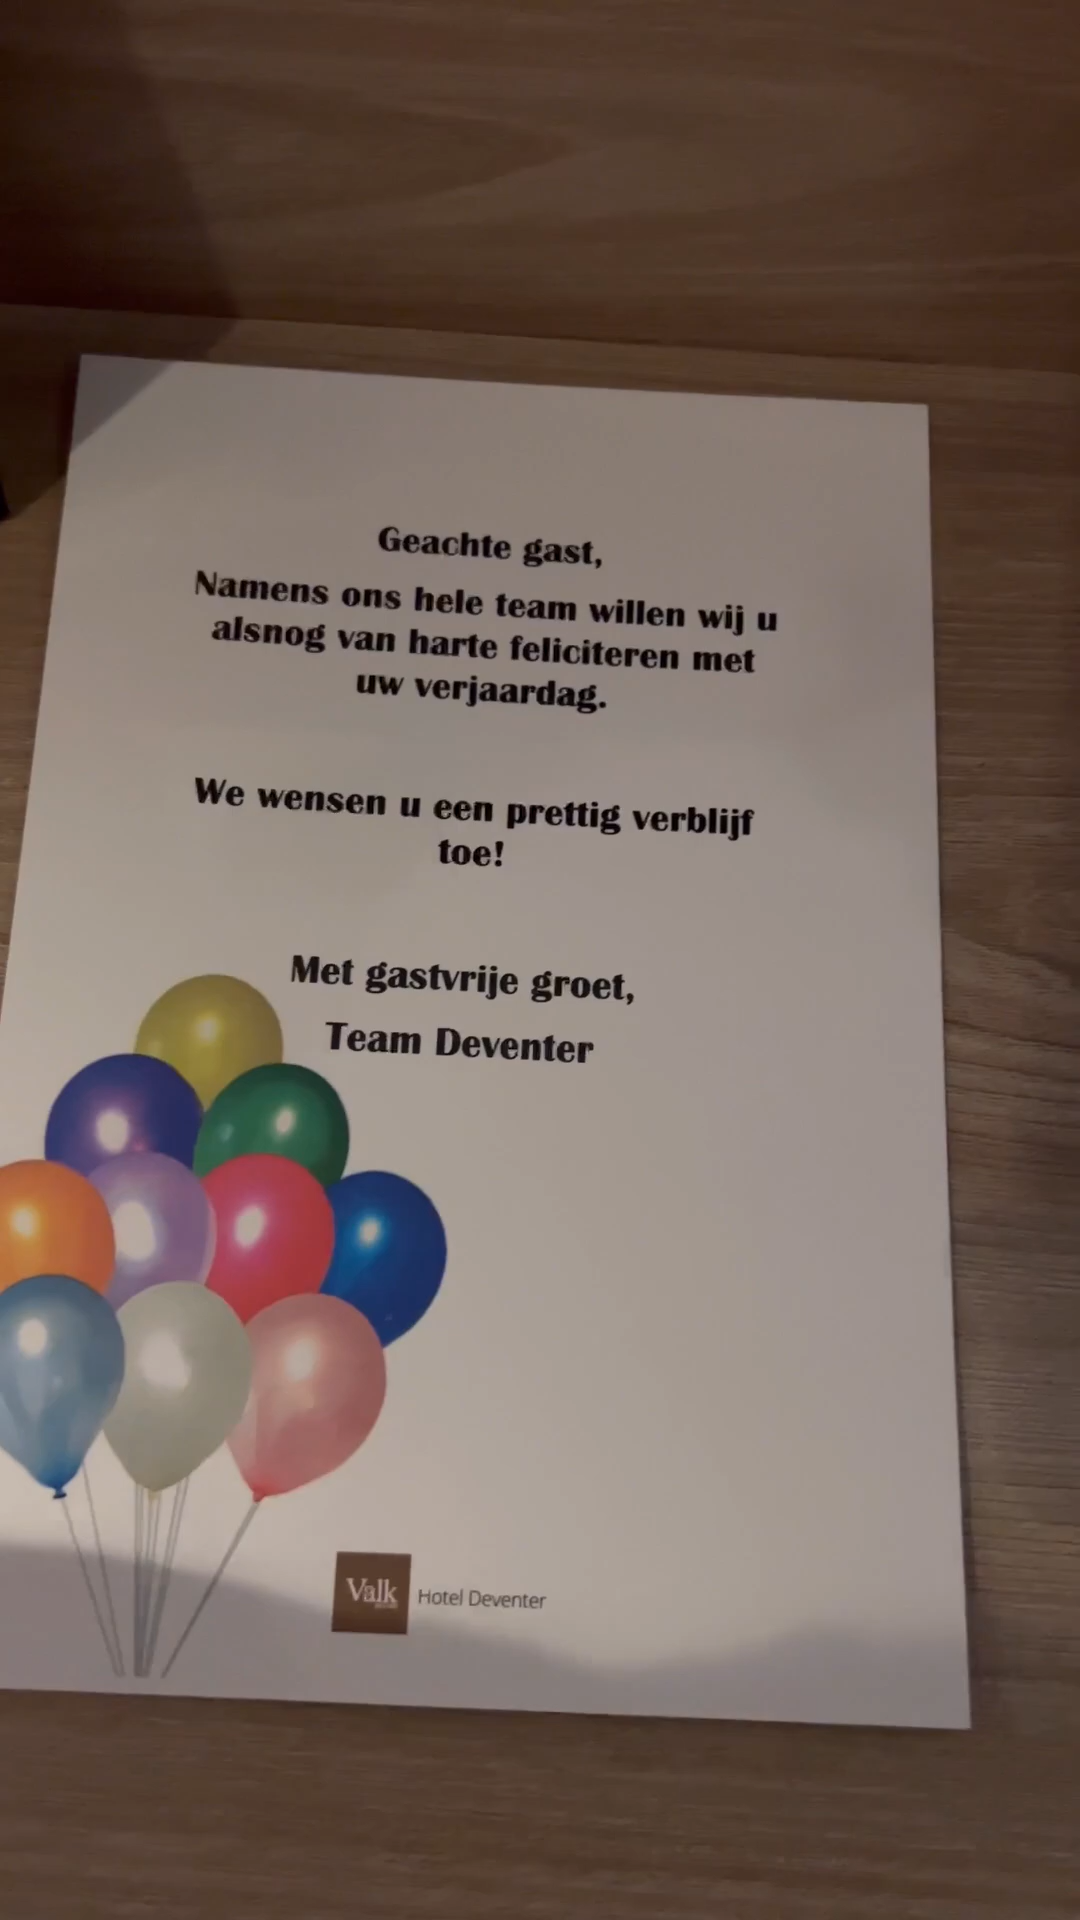 Geachte gast,
Namens ons hele team willen wij u
alsnog van harte feliciteren met
uw verjaardag.
We wensen u een prettig verblijf
toe!
Met gastvrije groet,
Team Deventer
Valk
Hotel Deventer